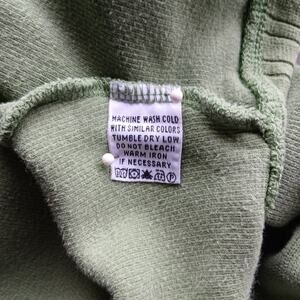 MACHINE WASH COLD
WITH SIMILAR COLORS
TUMBLE DRY LOW
DO NOT BLEACH
WARM IRON
IF NECESSARY